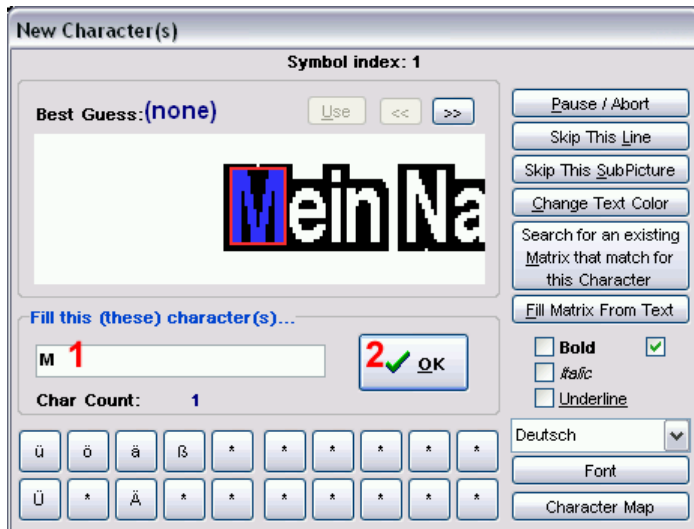 New Character(s)
Symbol index: 1
Best Guess:(none)
Use
<<
>>
Mein Na
Fill this (these) character(s)...
M 1
2 OK
Char Count: 1
ü ö ä ß * * * * * *
Ü * Ä * * * * * * *
Pause / Abort
Skip This Line
Skip This SubPicture
Change Text Color
Search for an existing
Matrix that match for
this Character
Fill Matrix From Text
Bold
Italic
Underline
Deutsch
Font
Character Map